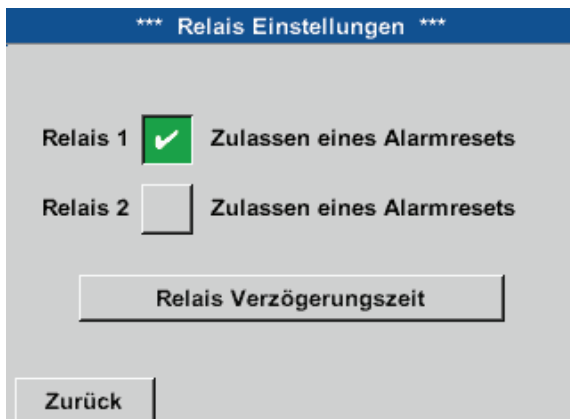 *** Relais Einstellungen ***
Relais 1 ✔ Zulassen eines Alarmresets
Relais 2 Zulassen eines Alarmresets
Relais Verzögerungszeit
Zurück